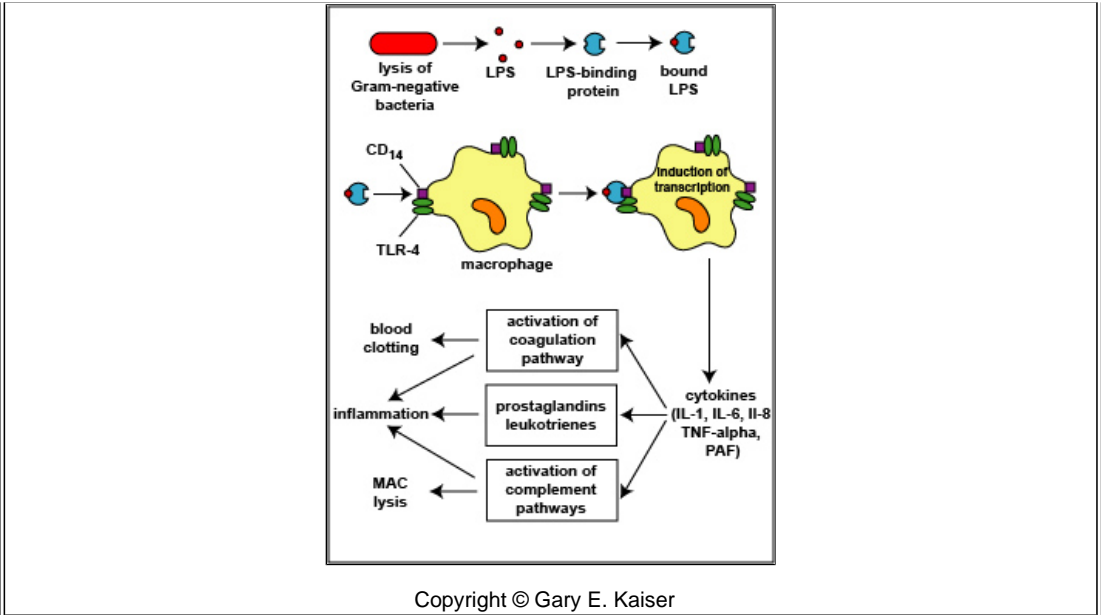 lysis of
Gram-negative
bacteria
LPS
LPS-binding
protein
bound
LPS
CD14
TLR-4
macrophage
induction of
transcription
cytokines
(IL-1, IL-6, Il-8
TNF-alpha,
PAF)
activation of
coagulation
pathway
blood
clotting
prostaglandins
leukotrienes
inflammation
activation of
complement
pathways
MAC
lysis
Copyright © Gary E. Kaiser